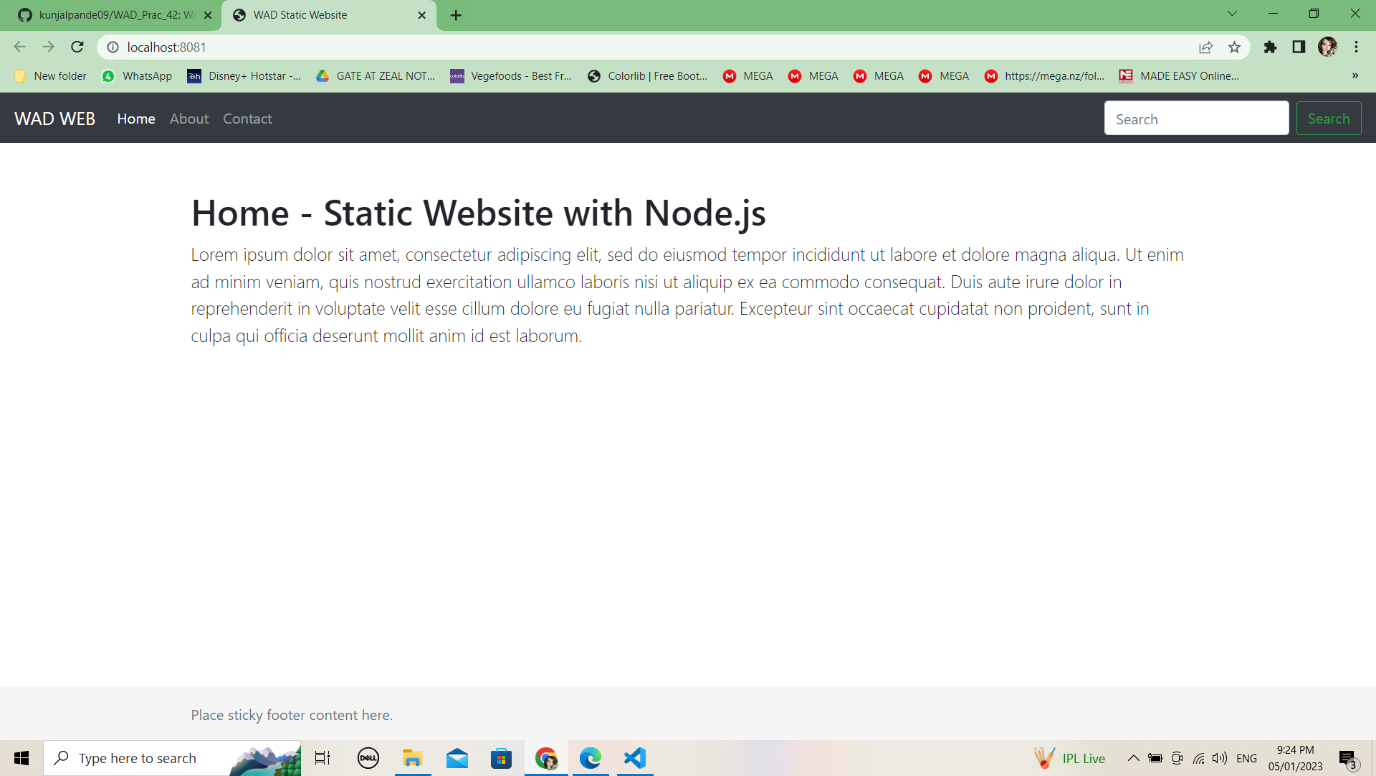 kunjalpande09/WAD_Prac_42: W
WAD Static Website
localhost:8081
New folder
WhatsApp
Disney+ Hotstar -...
GATE AT ZEAL NOT...
colorlib
Vegefoods - Best Fr...
Colorlib | Free Boot...
MEGA
MEGA
MEGA
MEGA
https://mega.nz/fol...
MADE EASY Online...
»
WAD WEB
Home
About
Contact
Search
Search
Home - Static Website with Node.js
Lorem ipsum dolor sit amet, consectetur adipiscing elit, sed do eiusmod tempor incididunt ut labore et dolore magna aliqua. Ut enim
ad minim veniam, quis nostrud exercitation ullamco laboris nisi ut aliquip ex ea commodo consequat. Duis aute irure dolor in
reprehenderit in voluptate velit esse cillum dolore eu fugiat nulla pariatur. Excepteur sint occaecat cupidatat non proident, sunt in
culpa qui officia deserunt mollit anim id est laborum.
Place sticky footer content here.
Type here to search
DELL
IPL Live
ENG
9:24 PM
05/01/2023
3